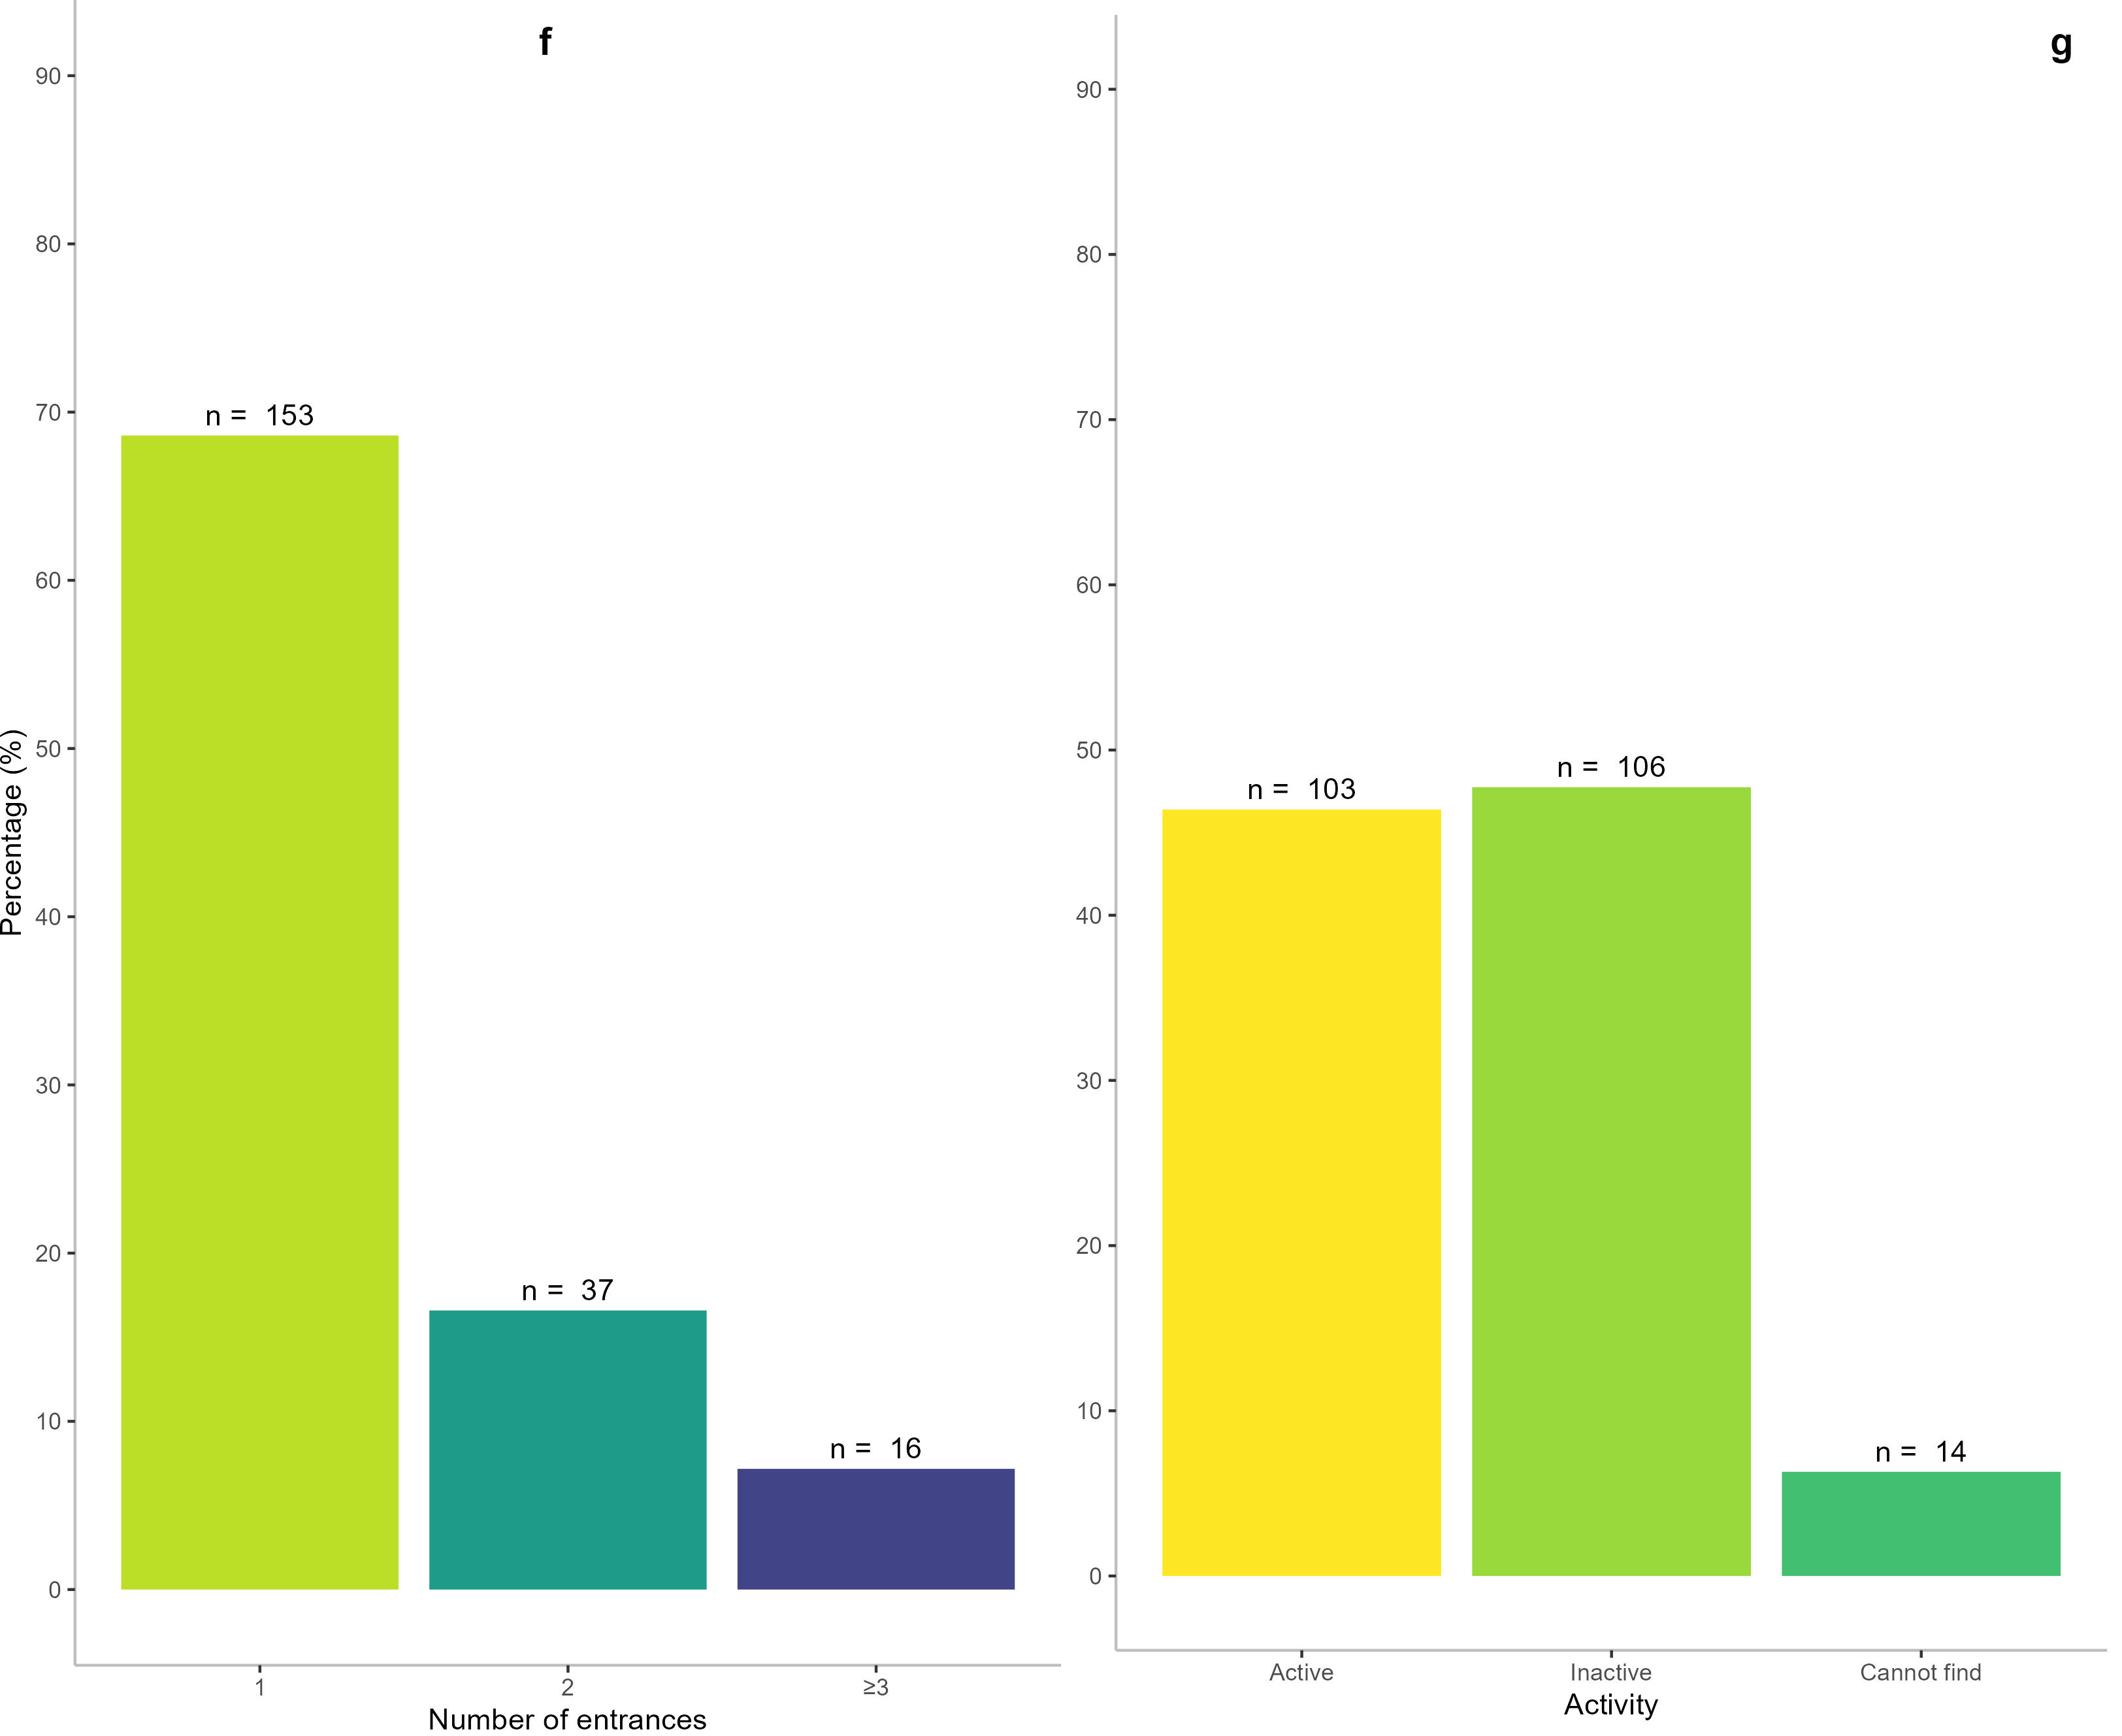 f
90
80
70
60
50
40
30
20
10
0
Percentage (%)
n = 153
n = 37
n = 16
1
2
≥3
Number of entrances
g
90
80
70
60
50
40
30
20
10
0
n = 103
n = 106
n = 14
Active
Inactive
Cannot find
Activity